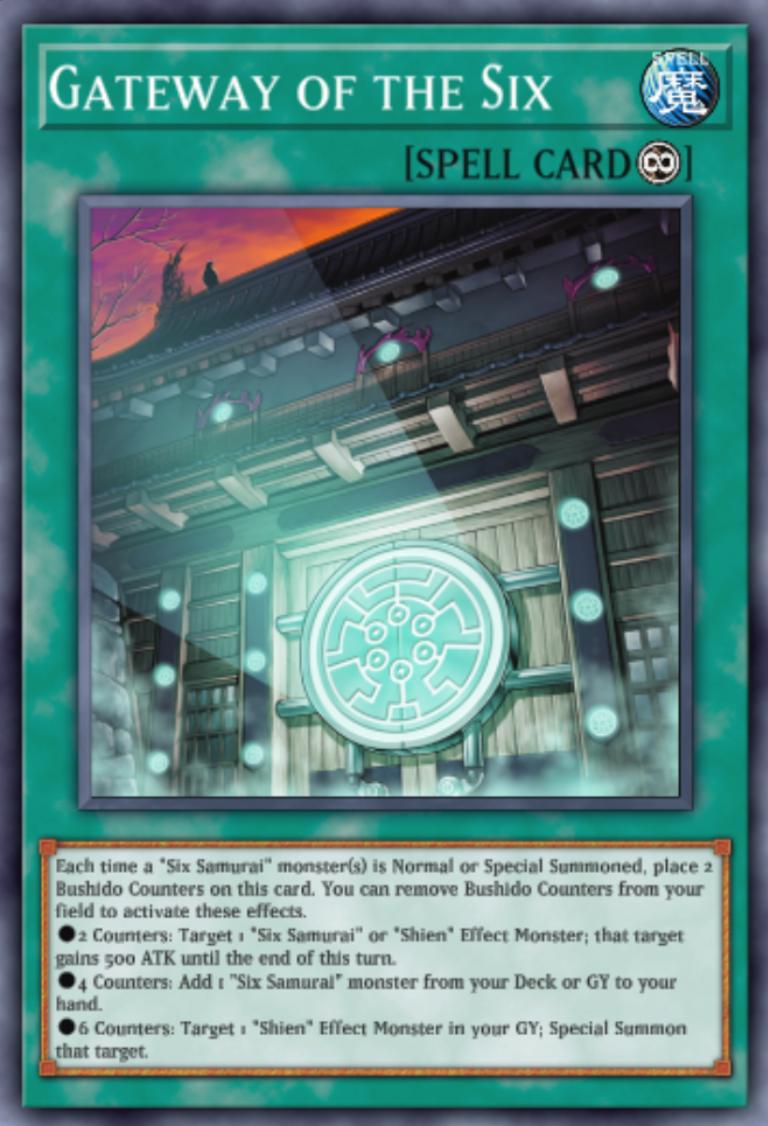 GATEWAY OF THE SIX
SPELL
魔
[SPELL CARD]
Each time a "Six Samurai" monster(s) is Normal or Special Summoned, place 2
Bushido Counters on this card. You can remove Bushido Counters from your
field to activate these effects.
●2 Counters: Target 1 "Six Samurai" or "Shien" Effect Monster; that target
gains 500 ATK until the end of this turn.
●4 Counters: Add 1 "Six Samurai" monster from your Deck or GY to your
hand.
●6 Counters: Target 1 "Shien" Effect Monster in your GY; Special Summon
that target.